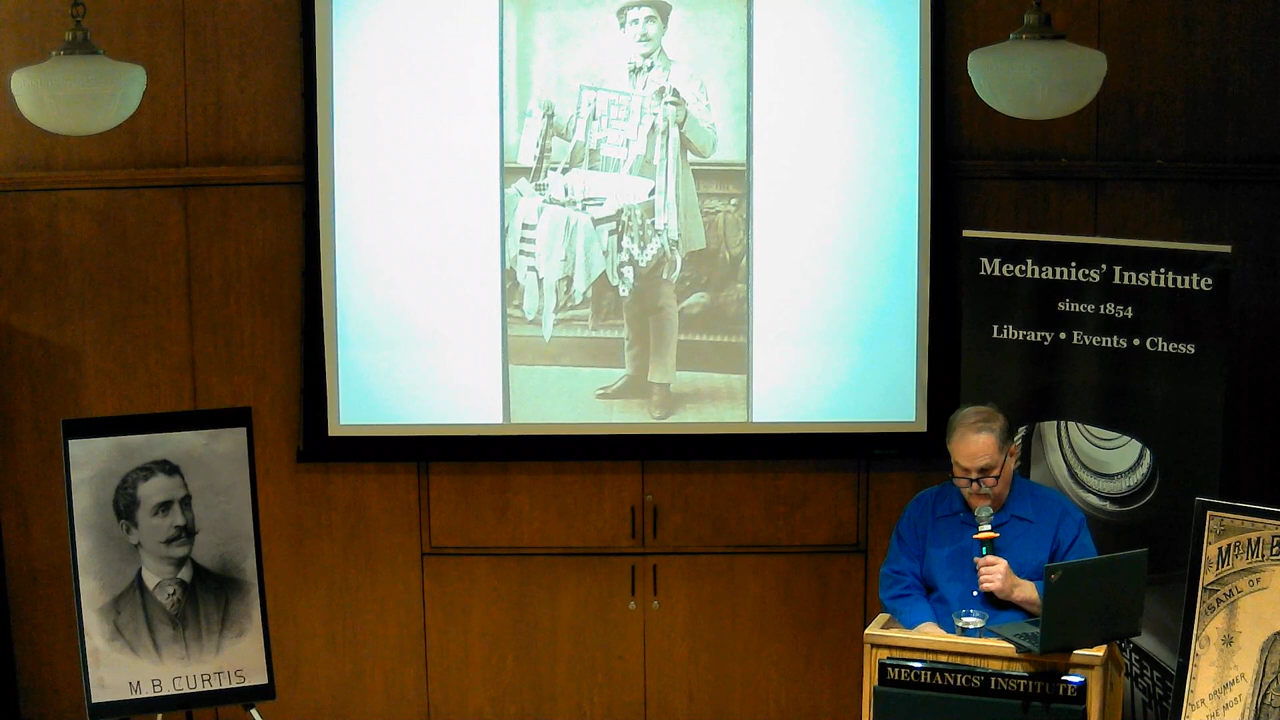 Mechanics' Institute
since 1854
Library • Events • Chess
M.B.CURTIS
MECHANICS' INSTITUTE
MR M.B
SAML OF
DER DRUMMER
THE MOST